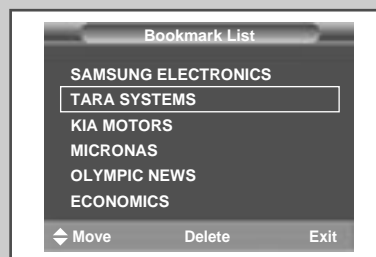 Bookmark List
SAMSUNG ELECTRONICS
TARA SYSTEMS
KIA MOTORS
MICRONAS
OLYMPIC NEWS
ECONOMICS
Move Delete Exit